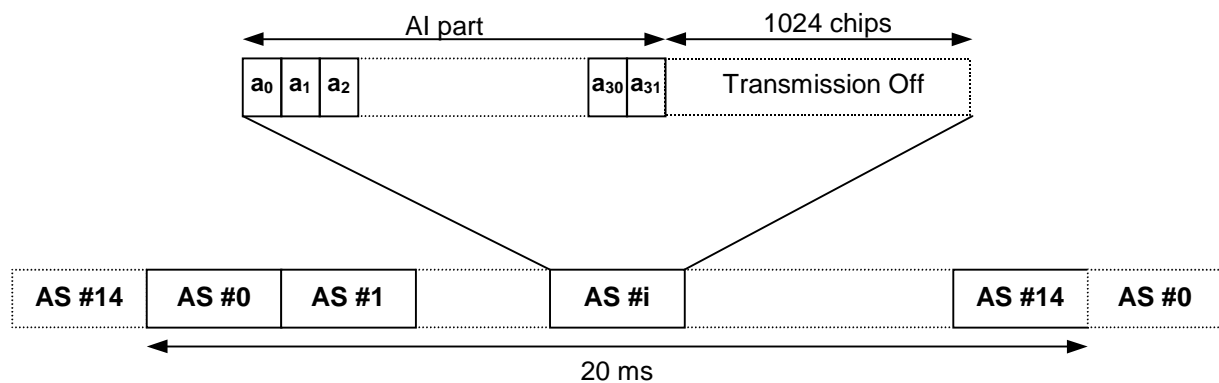 AI part 1024 chips
a0 a1 a2 a30 a31 Transmission Off
AS #14 AS #0 AS #1 AS #i AS #14 AS #0
20 ms